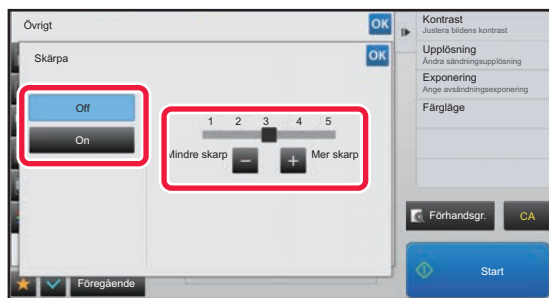 Övrigt
OK
Skärpa
OK
Off
On
1 2 3 4 5
Mindre skarp
Mer skarp
Föregående
Kontrast
Justera bildens kontrast
Upplösning
Ändra sändningsupplösning
Exponering
Ange avsändningsexponering
Färgläge
Förhandsgr.
CA
Start